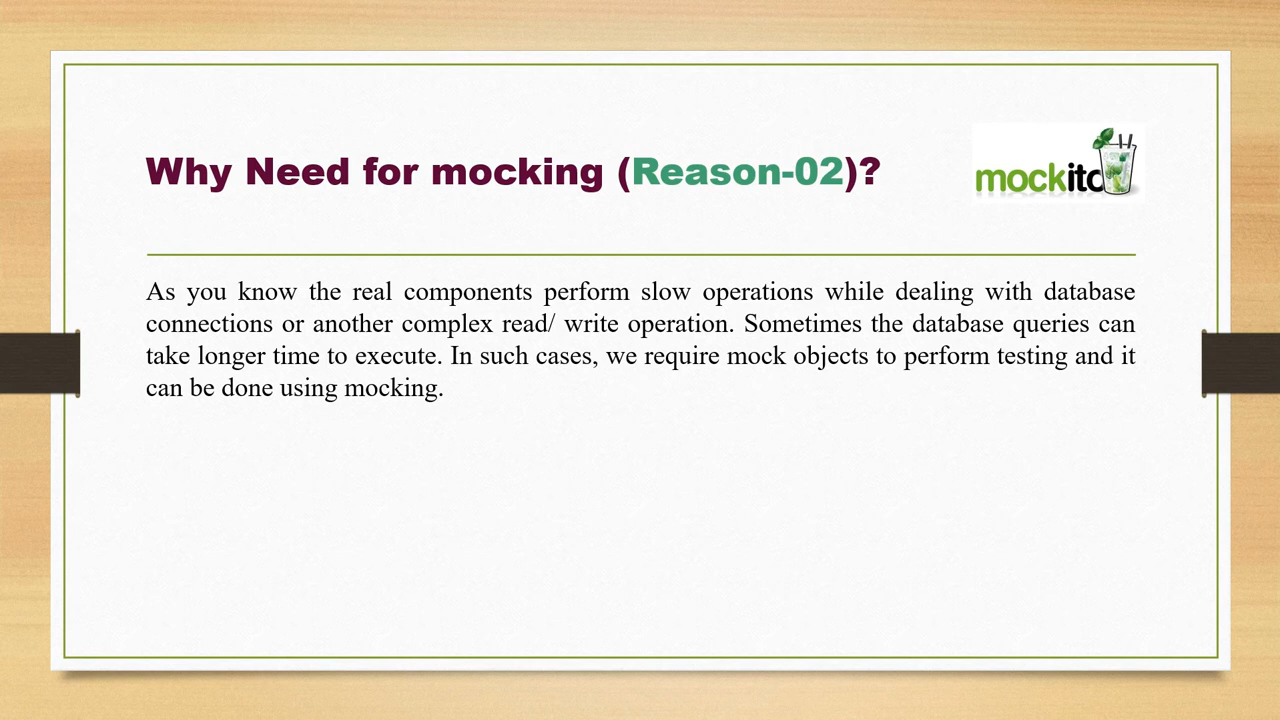 Why Need for mocking (Reason-02)?
mockito
As you know the real components perform slow operations while dealing with database
connections or another complex read/ write operation. Sometimes the database queries can
take longer time to execute. In such cases, we require mock objects to perform testing and it
can be done using mocking.